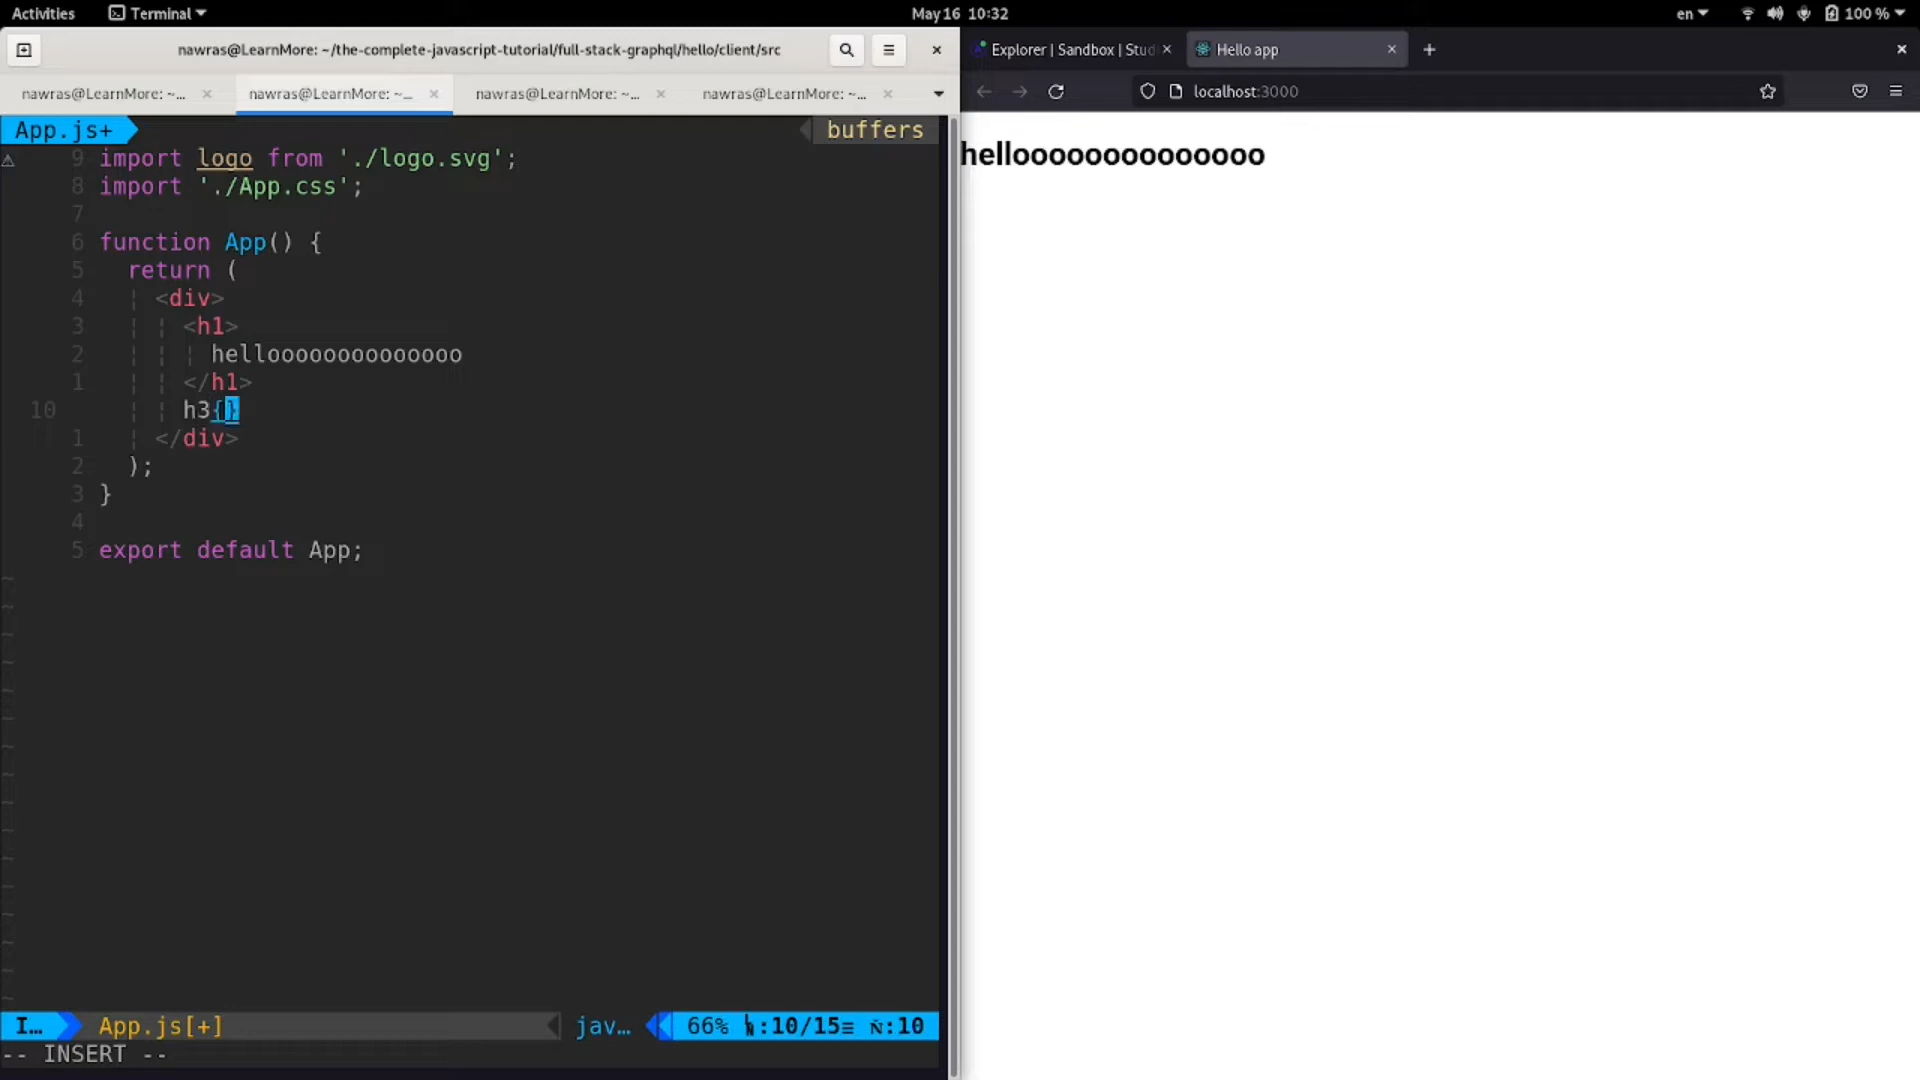 Activities Terminal May 16 10:32 en 100 %
nawras@LearnMore: ~/the-complete-javascript-tutorial/full-stack-graphql/hello/client/src
nawras@LearnMore: ~... nawras@LearnMore: ~... nawras@LearnMore: ~... nawras@LearnMore: ~...
App.js+ buffers
9 import logo from './logo.svg';
8 import './App.css';
7
6 function App() {
5 return (
4 <div>
3 <h1>
2 helloooooooooooooo
1 </h1>
10 h3{}
1 </div>
2 );
3 }
4
5 export default App;
I... App.js[+] jav... 66% :10/15≡ :10
-- INSERT --
Explorer | Sandbox | Stud Hello app
localhost:3000
helloooooooooooooo